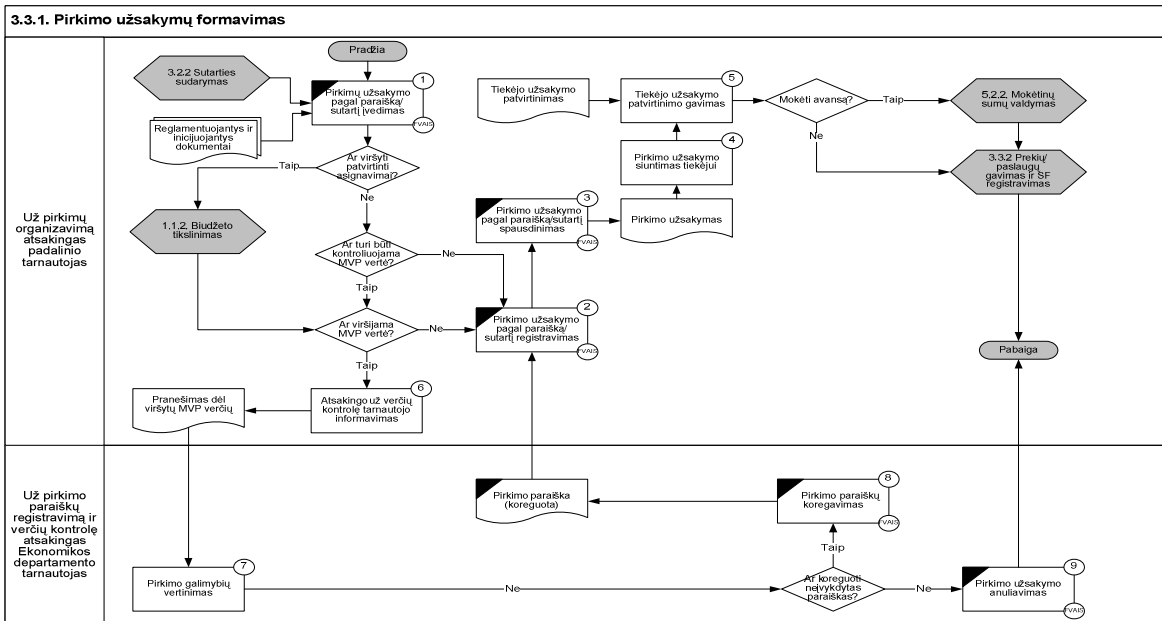 3.3.1. Pirkimo užsakymų formavimas
Už pirkimų
organizavimą
atsakingas
padalinio
tarnautojas
Pradžia
3.2.2 Sutarties
sudarymas
1
Pirkimų užsakymo
pagal paraišką/
sutartį įvedimas
FVAIS
Reglamentuojantys ir
inicijuojantys
dokumentai
Ar viršyti
patvirtinti
asignavimai?
Taip
Ne
1,1.2, Biudžeto
tikslinimas
Ar turi būti
kontroliuojama
MVP vertė?
Ne
Taip
Ar viršijama
MVP vertė?
Ne
Taip
2
Pirkimo užsakymo
pagal paraišką/
sutartį registravimas
FVAIS
3
Pirkimo užsakymo
pagal paraišką/sutartį
spausdinimas
FVAIS
Pirkimo užsakymas
4
Pirkimo užsakymo
siuntimas tiekėjui
Tiekėjo užsakymo
patvirtinimas
5
Tiekėjo užsakymo
patvirtinimo gavimas
Mokėti avansą?
Taip
Ne
5,2,2, Mokėtinų
sumų valdymas
3.3.2 Prekių/
paslaugų
gavimas ir SF
registravimas
Pabaiga
6
Atsakingo už verčių
kontrolę tarnautojo
informavimas
Pranešimas dėl
viršytų MVP verčių
Už pirkimo
paraiškų
registravimą ir
verčių kontrolę
atsakingas
Ekonomikos
departamento
tarnautojas
7
Pirkimo galimybių
vertinimas
Ne
Ar koreguoti
neįvykdytas
paraiškas?
Taip
Ne
8
Pirkimo paraiškų
koregavimas
FVAIS
Pirkimo paraiška
(koreguota)
9
Pirkimo užsakymo
anuliavimas
FVAIS